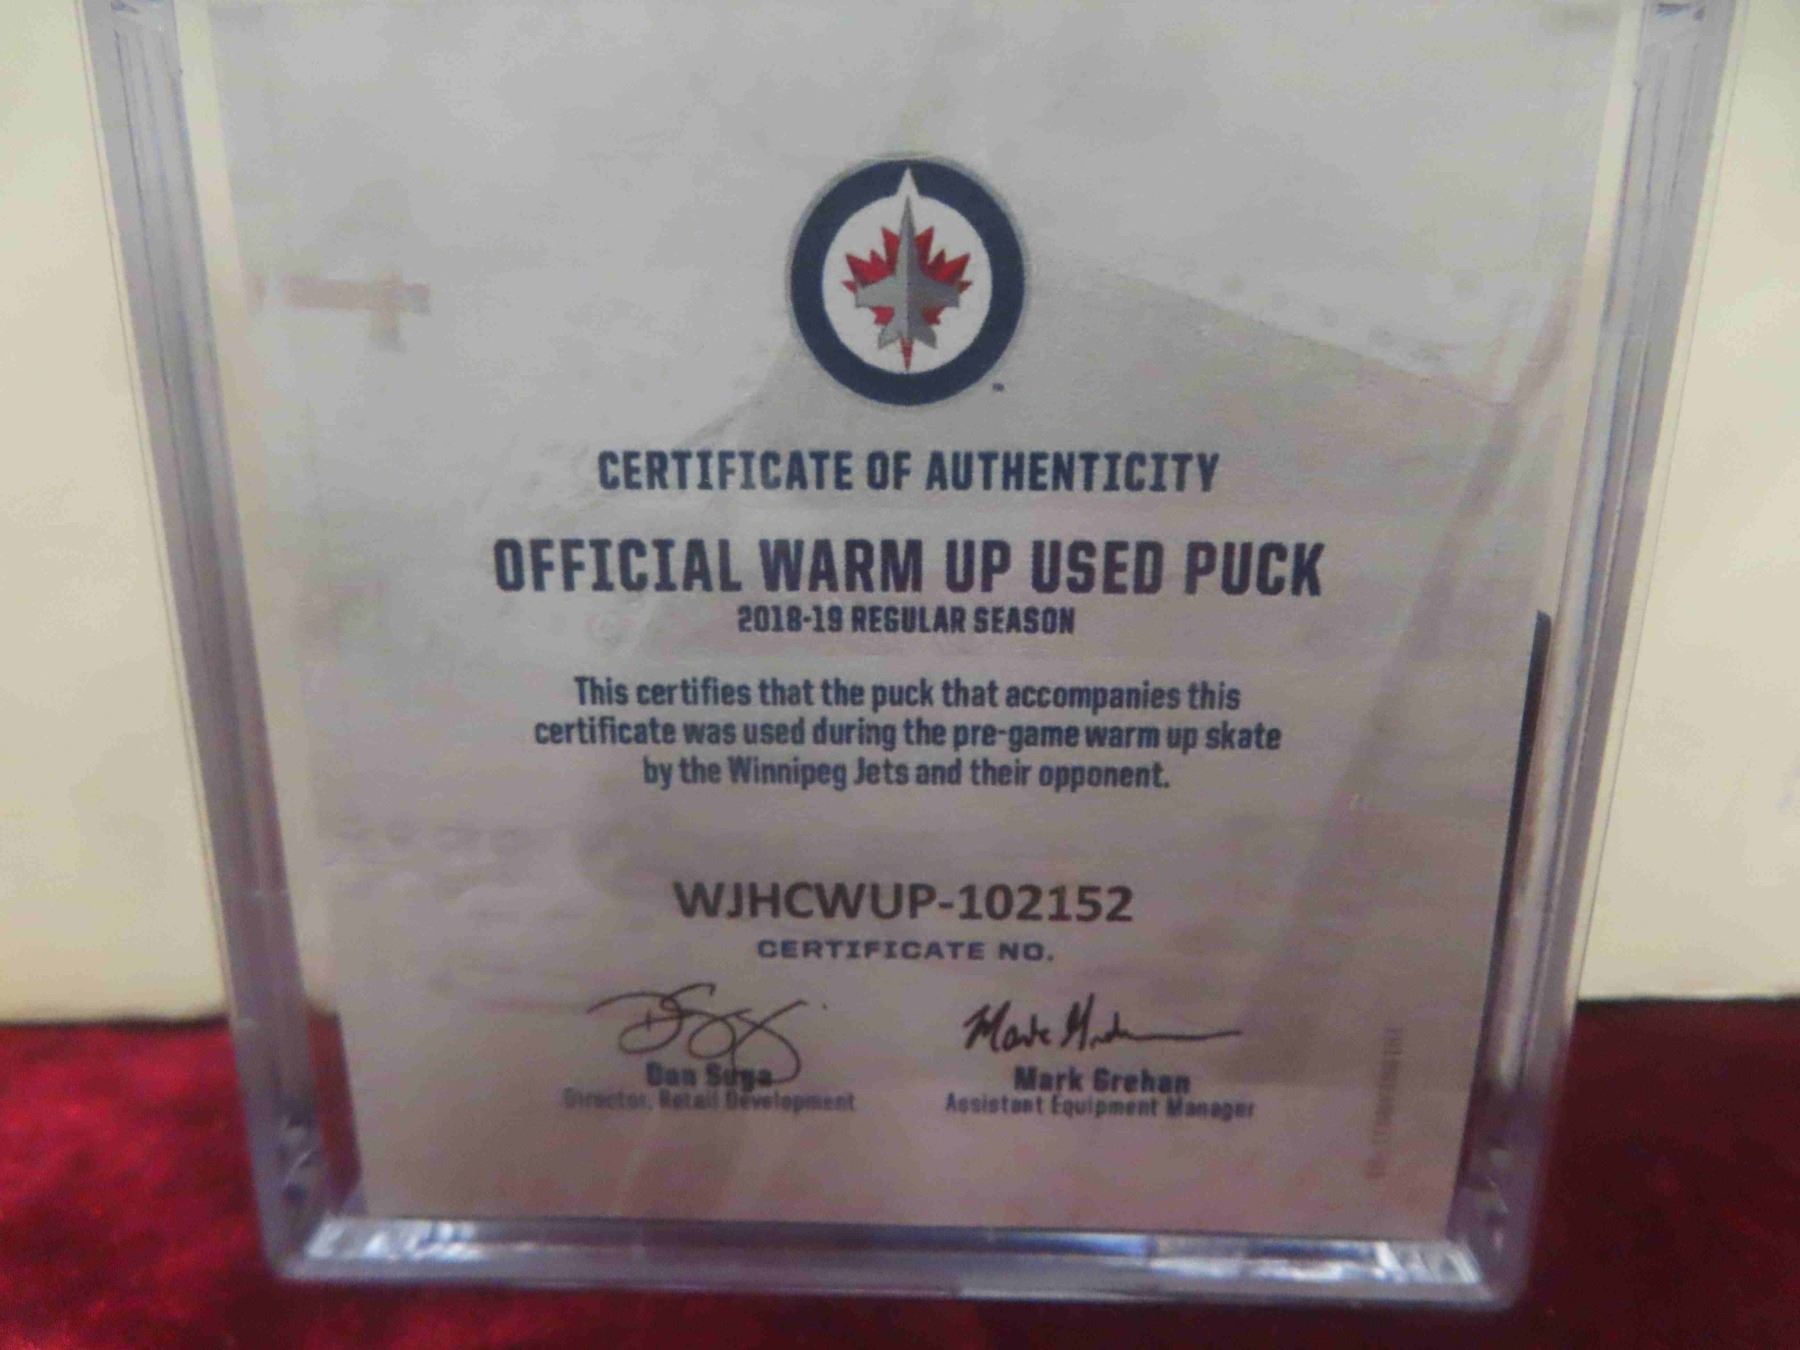 CERTIFICATE OF AUTHENTICITY
OFFICIAL WARM UP USED PUCK
2018-19 REGULAR SEASON
This certifies that the puck that accompanies this
certificate was used during the pre-game warm up skate
by the Winnipeg Jets and their opponent.
WJHCWUP-102152
CERTIFICATE NO.
Dan Suga
Director, Retail Development
Mark Grehan
Assistant Equipment Manager